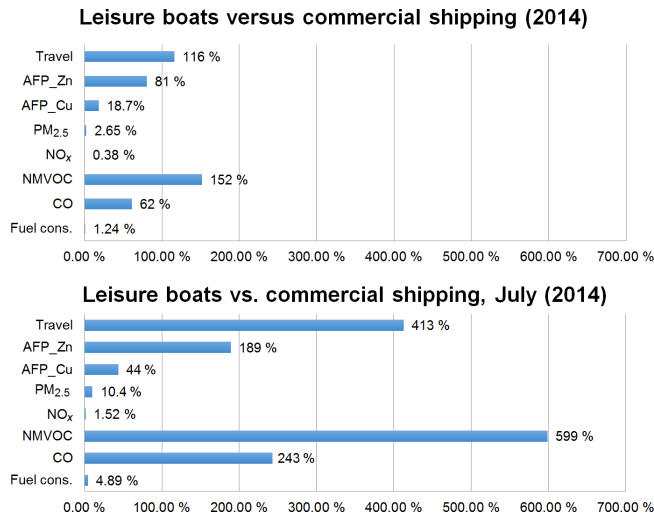 Leisure boats versus commercial shipping (2014)
Travel 116 %
AFP_Zn 81 %
AFP_Cu 18.7%
PM2.5 2.65 %
NOx 0.38 %
NMVOC 152 %
CO 62 %
Fuel cons. 1.24 %
0.00 % 100.00 % 200.00 % 300.00 % 400.00 % 500.00 % 600.00 % 700.00 %
Leisure boats vs. commercial shipping, July (2014)
Travel 413 %
AFP_Zn 189 %
AFP_Cu 44 %
PM2.5 10.4 %
NOx 1.52 %
NMVOC 599 %
CO 243 %
Fuel cons. 4.89 %
0.00 % 100.00 % 200.00 % 300.00 % 400.00 % 500.00 % 600.00 % 700.00 %